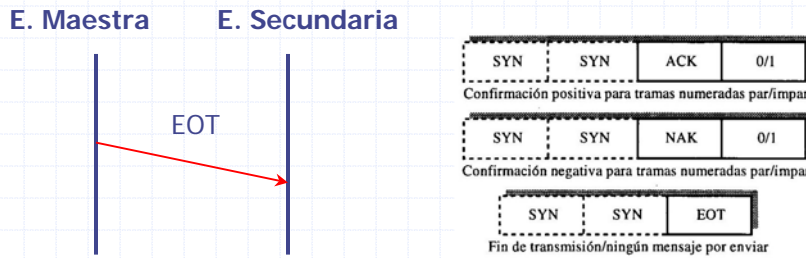 E. Maestra E. Secundaria
EOT
SYN SYN ACK 0/1
Confirmación positiva para tramas numeradas par/impar
SYN SYN NAK 0/1
Confirmación negativa para tramas numeradas par/impar
SYN SYN EOT
Fin de transmisión/ningún mensaje por enviar